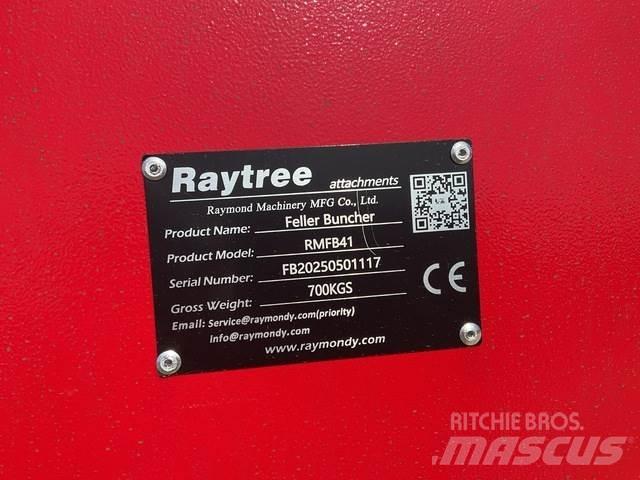 Raytree attachments
Raymond Machinery MFG Co., Ltd.
Product Name: Feller Buncher
Product Model: RMFB41
Serial Number: FB20250501117
Gross Weight: 700KGS
Email: Service@raymondy.com(priority)
info@raymondy.com
www.raymondy.com
CE
RITCHIE BROS.
MASCUS